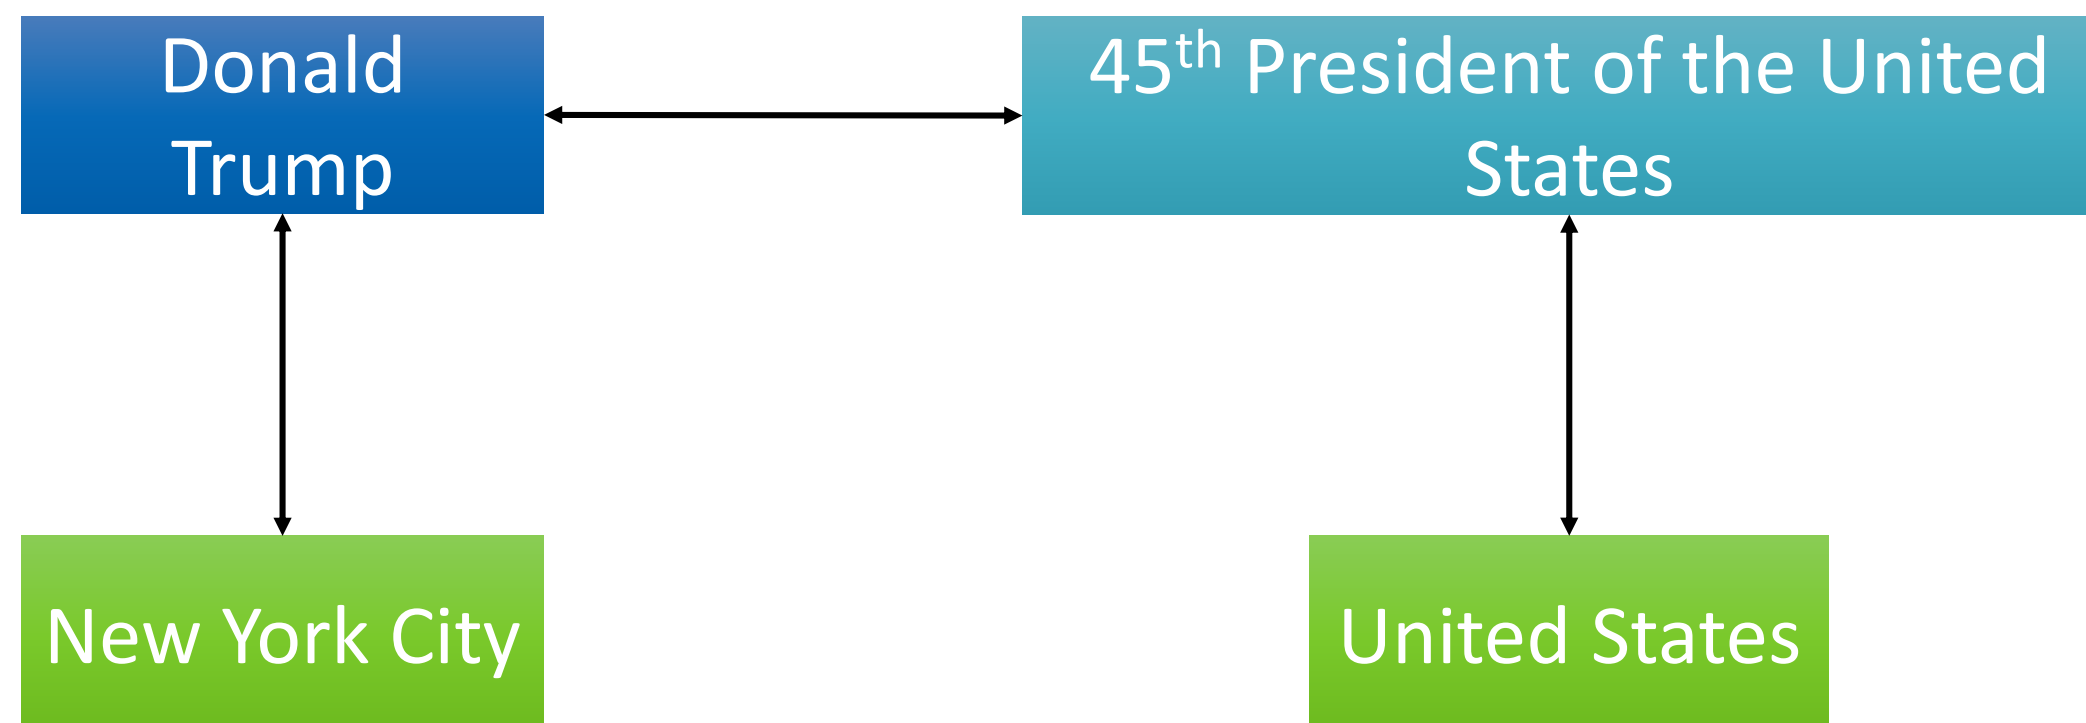 Donald
Trump
45th President of the United
States
New York City
United States